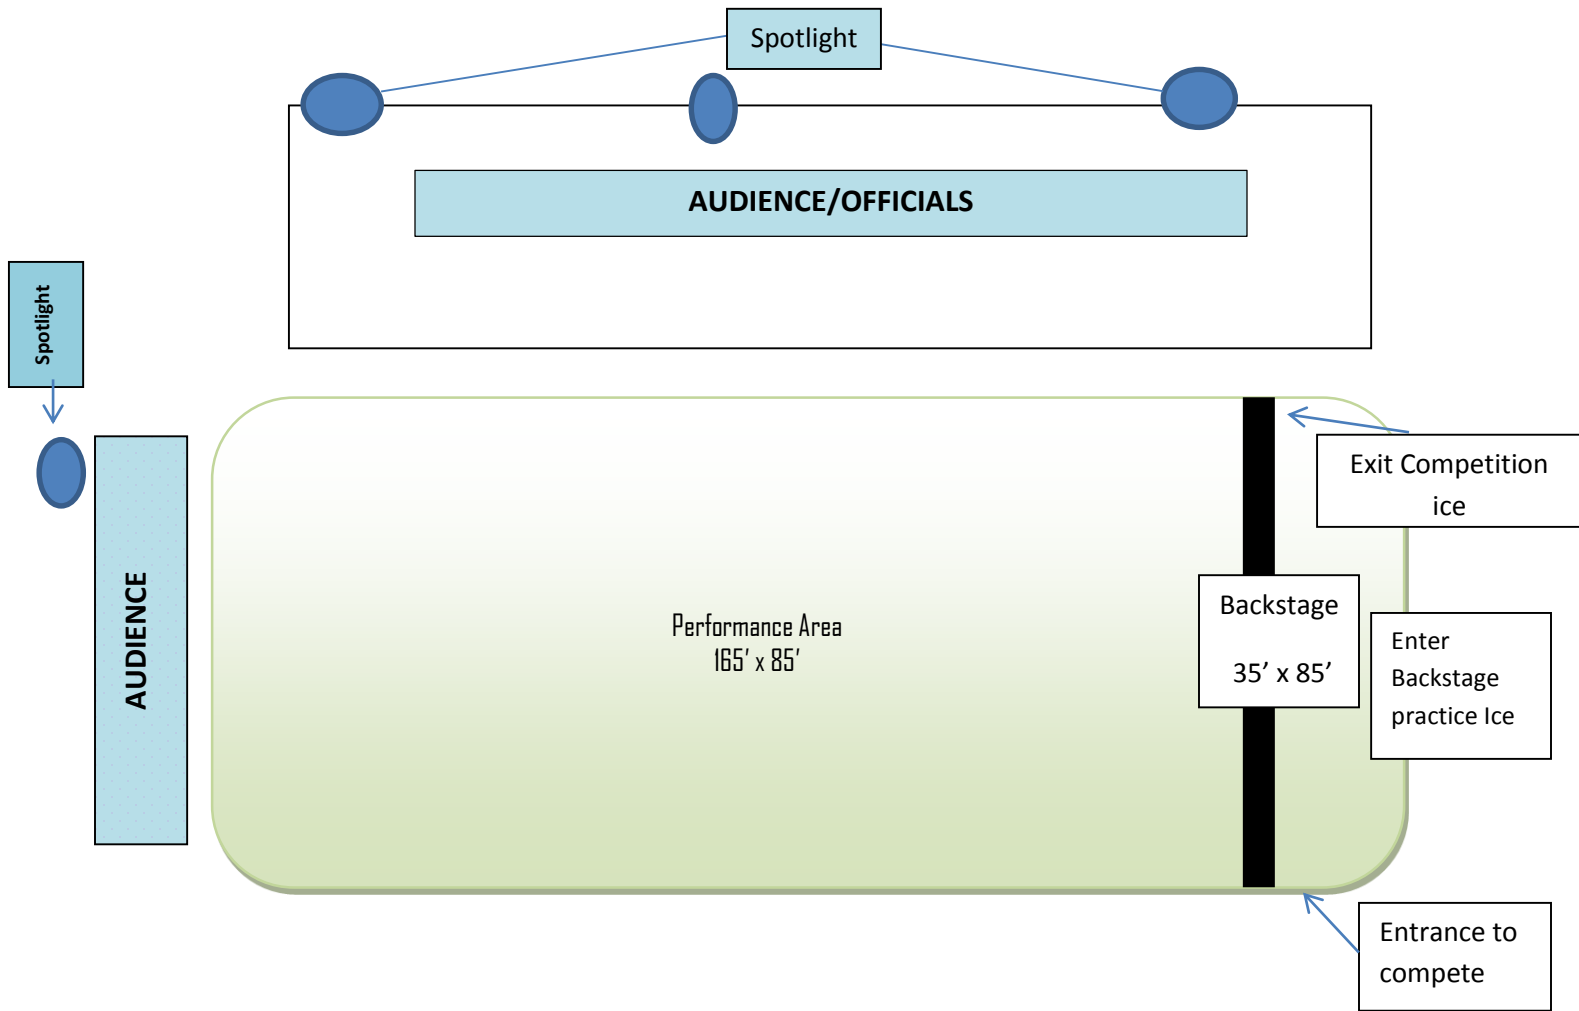 Spotlight
AUDIENCE/OFFICIALS
Spotlight
Exit Competition
ice
AUDIENCE
Performance Area
165’ x 85’
Backstage
35’ x 85’
Enter
Backstage
practice Ice
Entrance to
compete